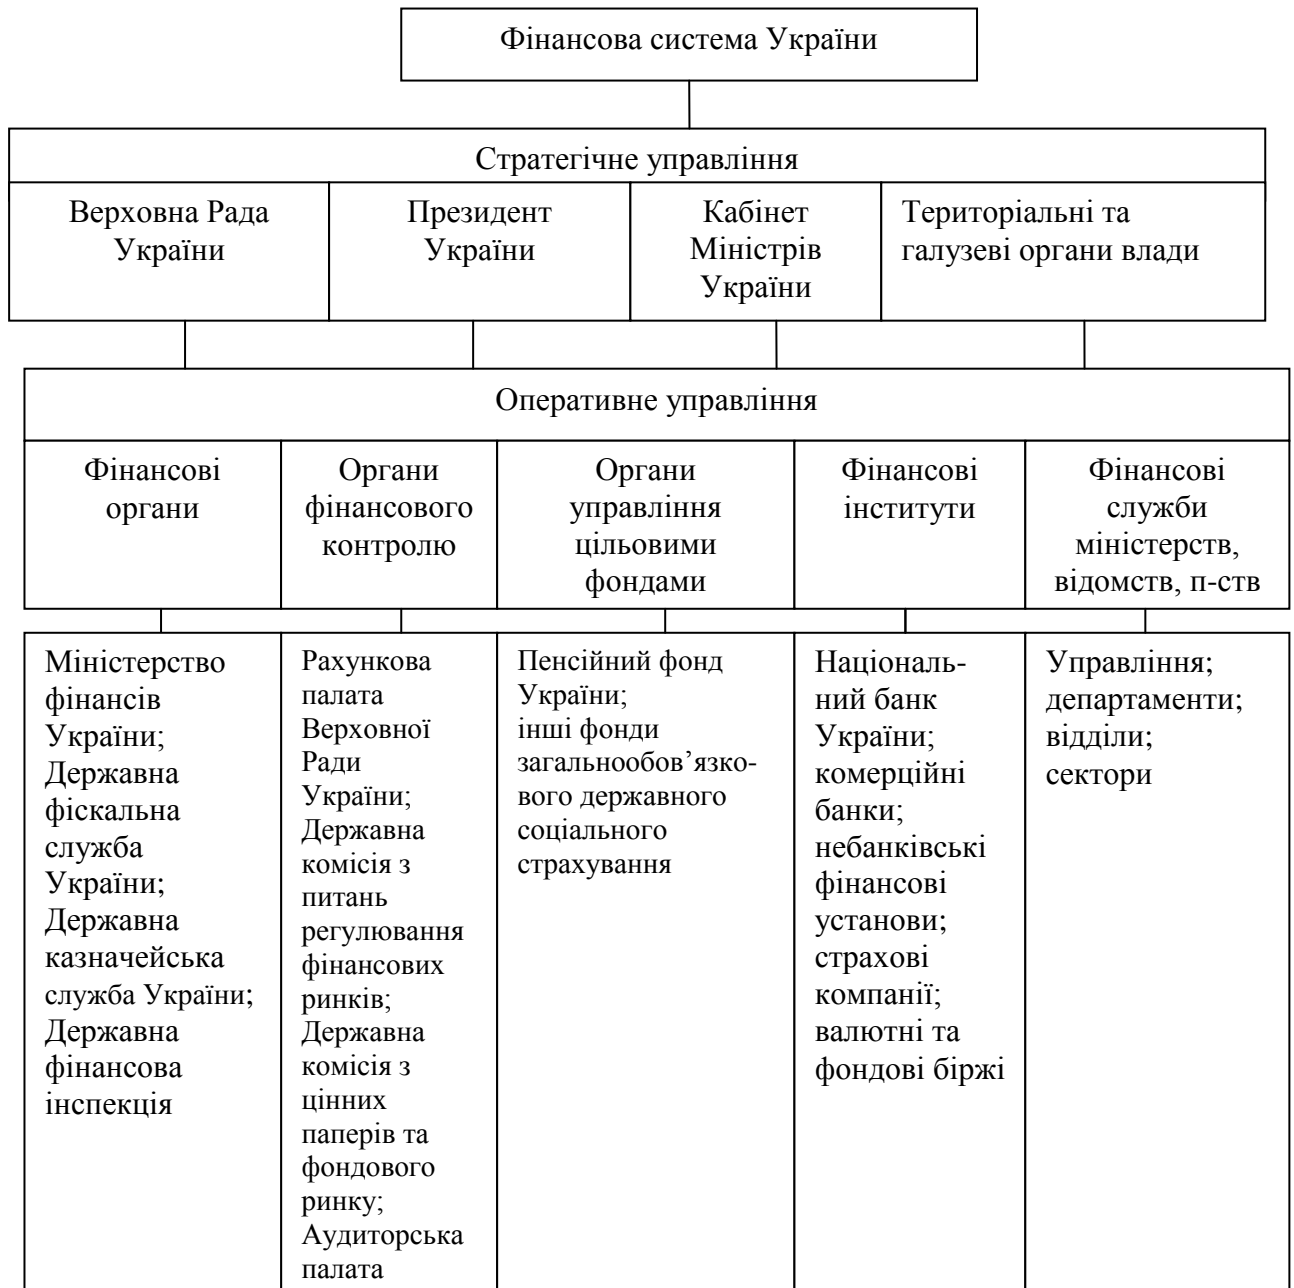 Фінансова система України
Стратегічне управління
Верховна Рада
України
Президент
України
Кабінет
Міністрів
України
Територіальні та
галузеві органи влади
Оперативне управління
Фінансові
органи
Органи
фінансового
контролю
Органи
управління
цільовими
фондами
Фінансові
інститути
Фінансові
служби
міністерств,
відомств, п-ств
Міністерство
фінансів
України;
Державна
фіскальна
служба
України;
Державна
казначейська
служба України;
Державна
фінансова
інспекція
Рахункова
палата
Верховної
Ради
України;
Державна
комісія з
питань
регулювання
фінансових
ринків;
Державна
комісія з
цінних
паперів та
фондового
ринку;
Аудиторська
палата
Пенсійний фонд
України;
інші фонди
загальнообов’язко-
вого державного
соціального
страхування
Національ-
ний банк
України;
комерційні
банки;
небанківські
фінансові
установи;
страхові
компанії;
валютні та
фондові біржі
Управління;
департаменти;
відділи;
сектори